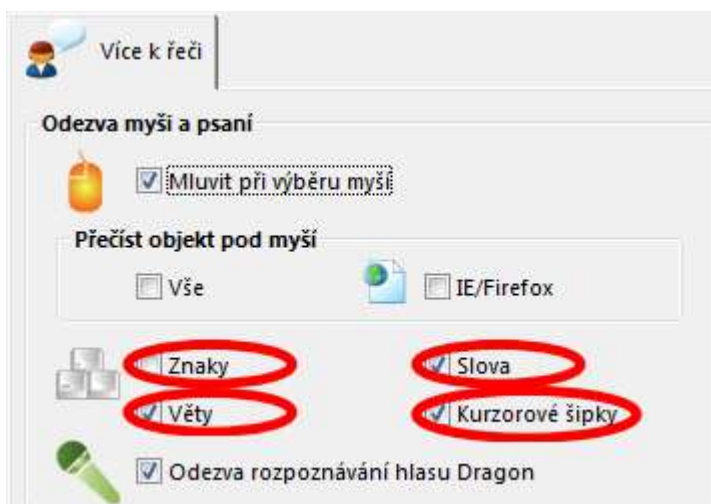 Více k řeči
Odezva myši a psaní
Mluvit při výběru myší
Přečíst objekt pod myší
Vše IE/Firefox
Znaky Slova
Věty Kurzorové šipky
Odezva rozpoznávání hlasu Dragon